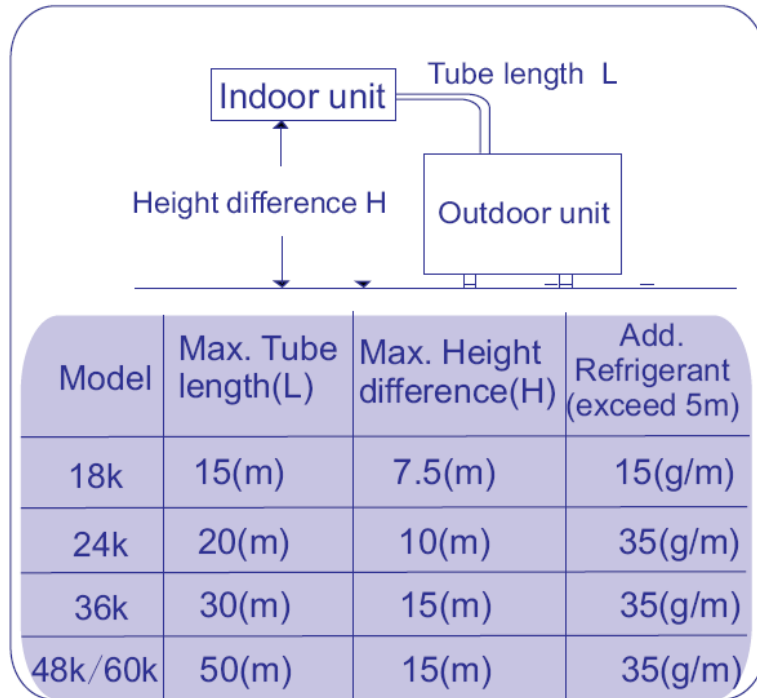 Tube length L
Indoor unit
Height difference H
Outdoor unit
Model
Max. Tube
length(L)
Max. Height
difference(H)
Add.
Refrigerant
(exceed 5m)
18k 15(m) 7.5(m) 15(g/m)
24k 20(m) 10(m) 35(g/m)
36k 30(m) 15(m) 35(g/m)
48k/60k 50(m) 15(m) 35(g/m)